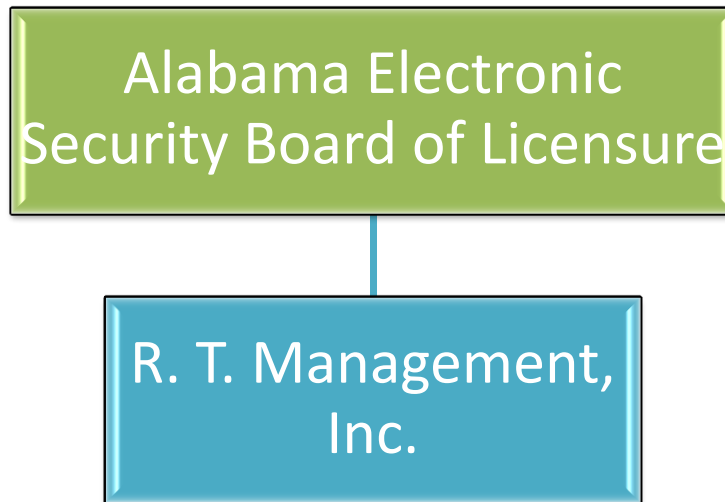 Alabama Electronic
Security Board of Licensure
R. T. Management,
Inc.